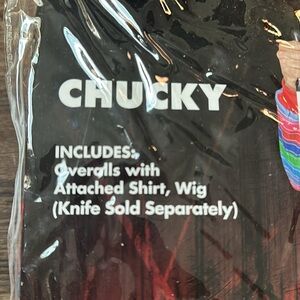 CHUCKY
INCLUDES:
Overalls with
Attached Shirt, Wig
(Knife Sold Separately)